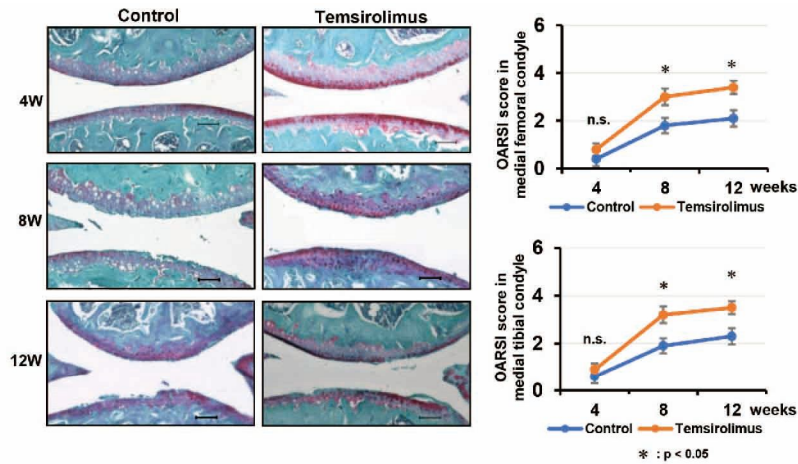 Control
Temsirolimus
4W
8W
12W
OARSI score in
medial femoral condyle
6
4
2
0
n.s.
*
*
4
8
12
weeks
Control
Temsirolimus
OARSI score in
medial tibial condyle
6
4
2
0
n.s.
*
*
4
8
12
weeks
Control
Temsirolimus
* : p < 0.05